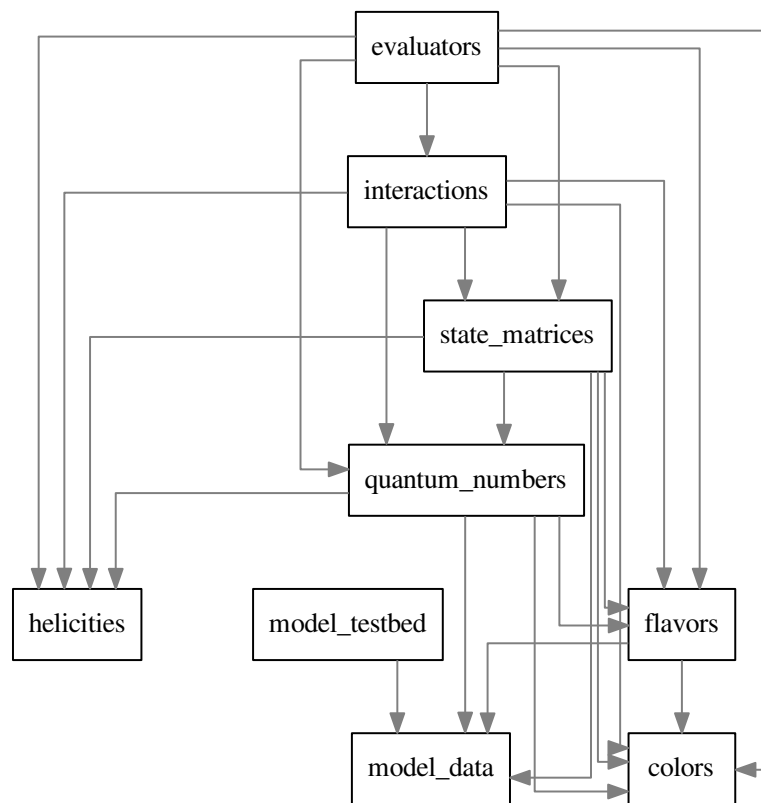 evaluators
interactions
state_matrices
quantum_numbers
helicities
model_testbed
flavors
model_data
colors